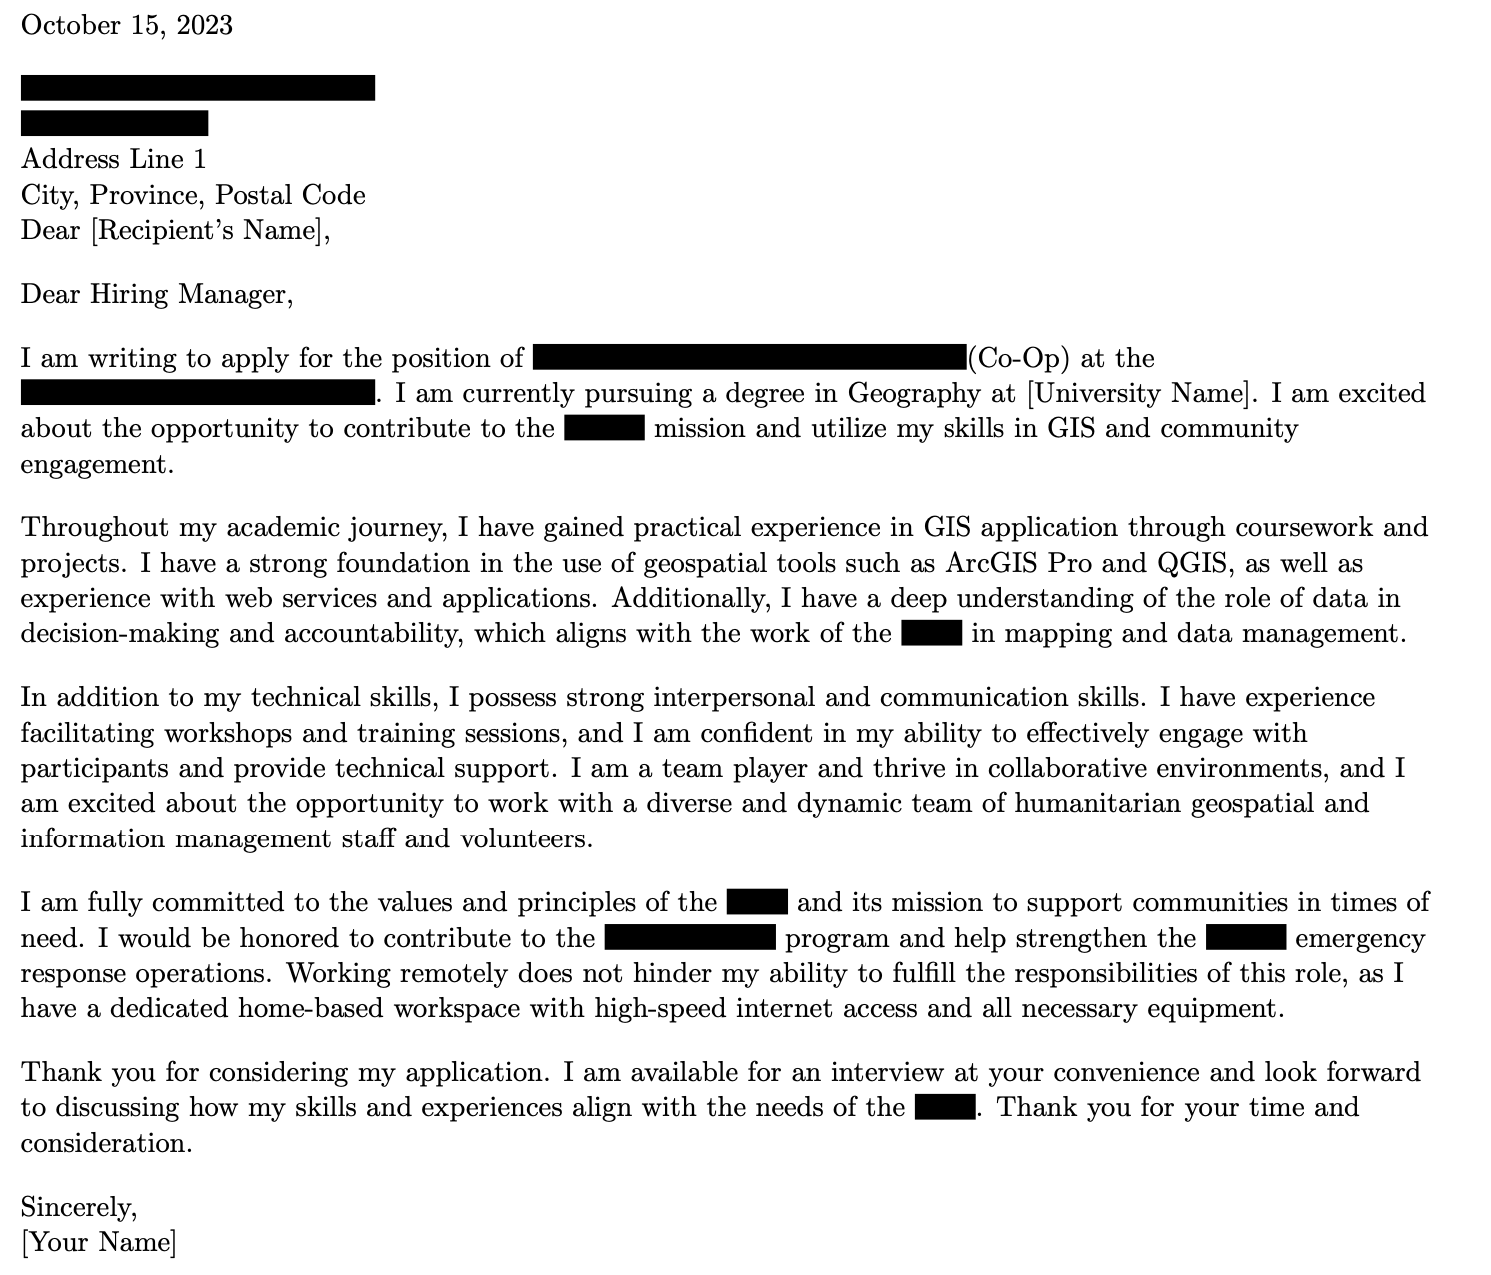 October 15, 2023
Address Line 1
City, Province, Postal Code
Dear [Recipient’s Name],
Dear Hiring Manager,
I am writing to apply for the position of (Co-Op) at the
. I am currently pursuing a degree in Geography at [University Name]. I am excited
about the opportunity to contribute to the mission and utilize my skills in GIS and community
engagement.
Throughout my academic journey, I have gained practical experience in GIS application through coursework and
projects. I have a strong foundation in the use of geospatial tools such as ArcGIS Pro and QGIS, as well as
experience with web services and applications. Additionally, I have a deep understanding of the role of data in
decision-making and accountability, which aligns with the work of the in mapping and data management.
In addition to my technical skills, I possess strong interpersonal and communication skills. I have experience
facilitating workshops and training sessions, and I am confident in my ability to effectively engage with
participants and provide technical support. I am a team player and thrive in collaborative environments, and I
am excited about the opportunity to work with a diverse and dynamic team of humanitarian geospatial and
information management staff and volunteers.
I am fully committed to the values and principles of the and its mission to support communities in times of
need. I would be honored to contribute to the program and help strengthen the emergency
response operations. Working remotely does not hinder my ability to fulfill the responsibilities of this role, as I
have a dedicated home-based workspace with high-speed internet access and all necessary equipment.
Thank you for considering my application. I am available for an interview at your convenience and look forward
to discussing how my skills and experiences align with the needs of the . Thank you for your time and
consideration.
Sincerely,
[Your Name]